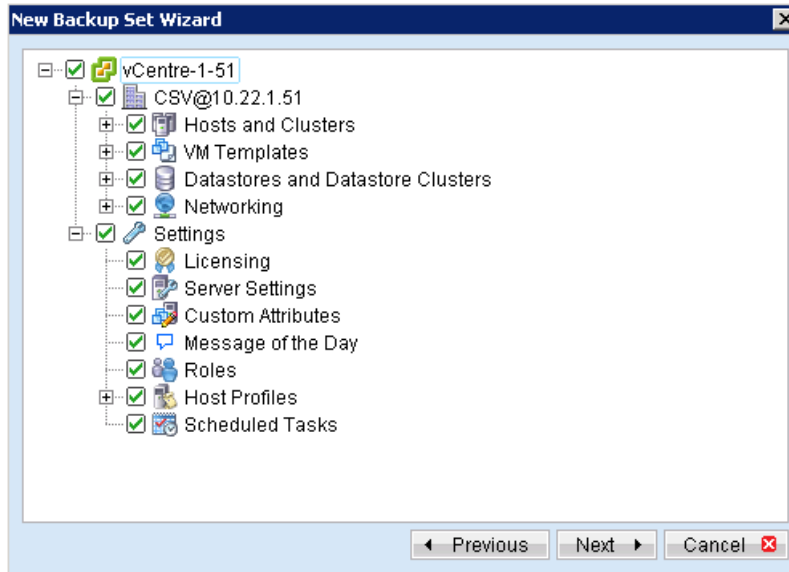 New Backup Set Wizard
vCentre-1-51
CSV@10.22.1.51
Hosts and Clusters
VM Templates
Datastores and Datastore Clusters
Networking
Settings
Licensing
Server Settings
Custom Attributes
Message of the Day
Roles
Host Profiles
Scheduled Tasks
Previous Next Cancel